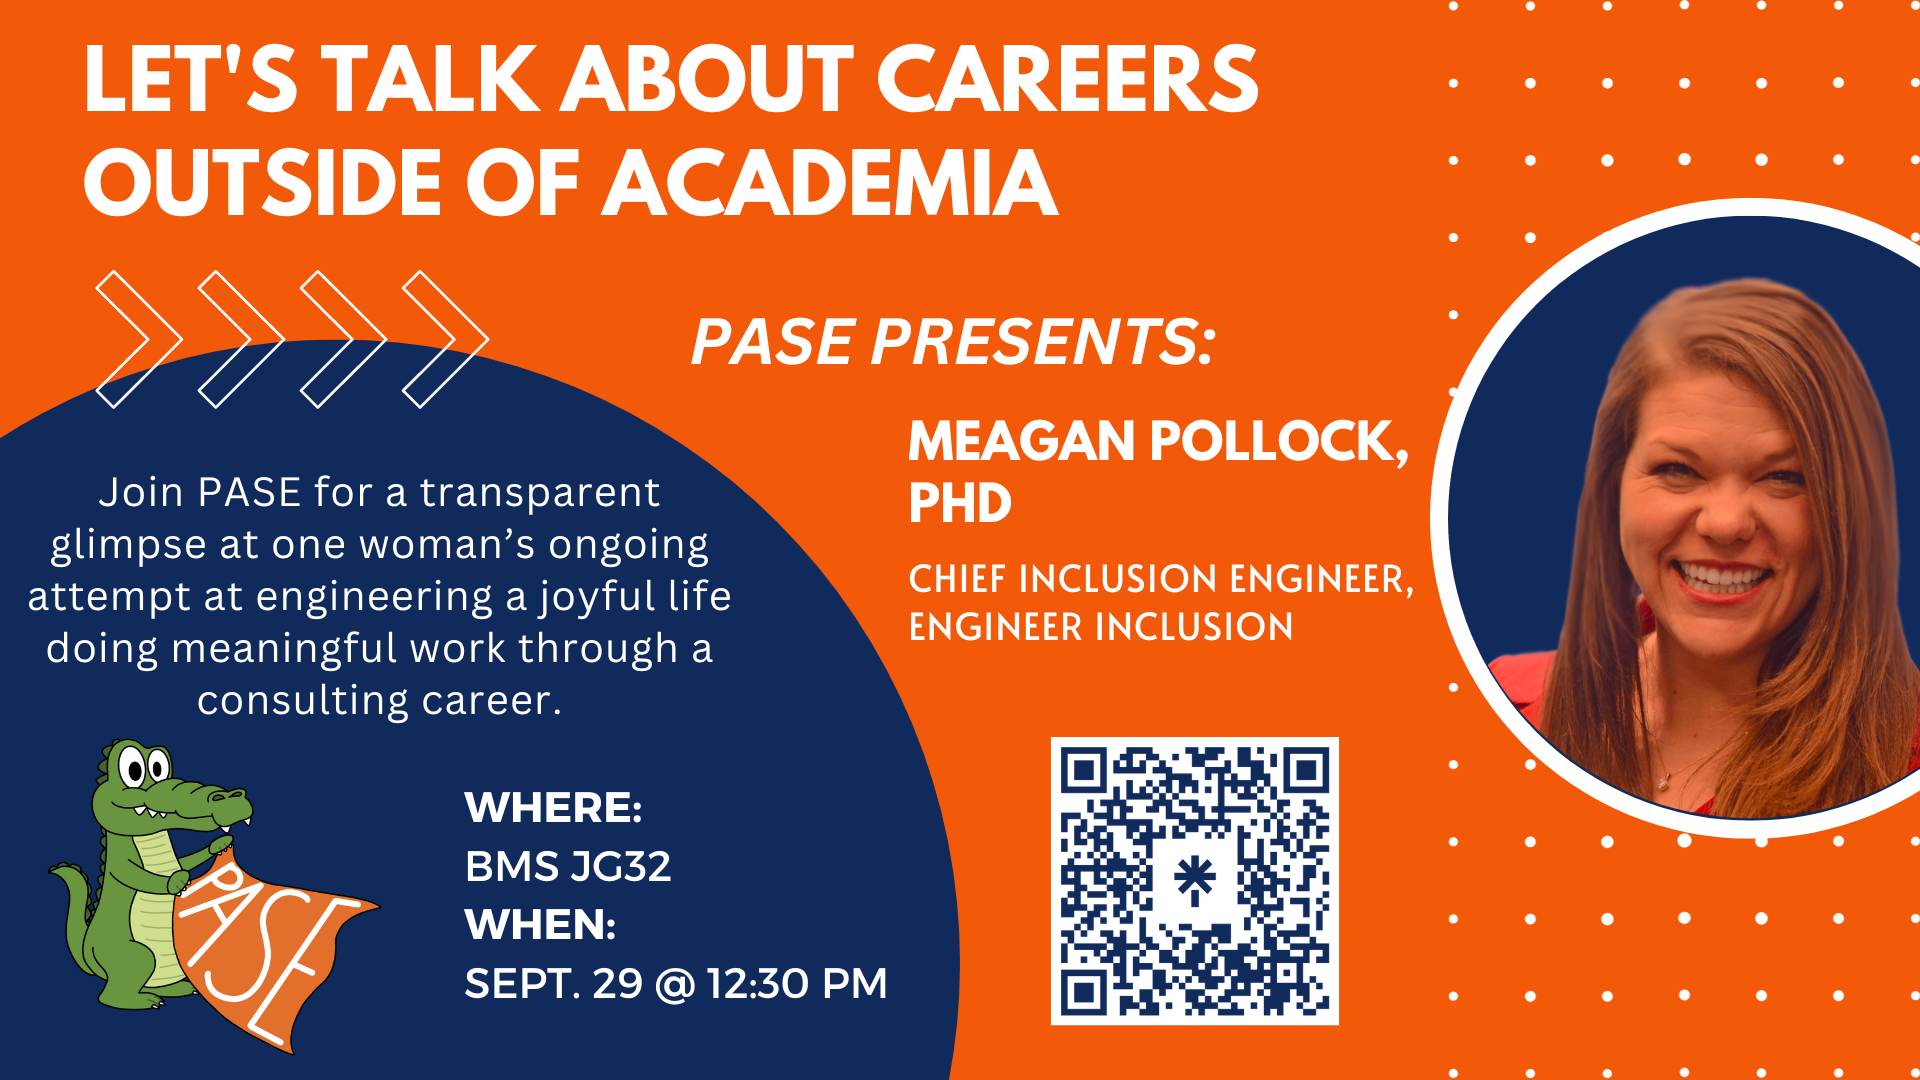 LET'S TALK ABOUT CAREERS
OUTSIDE OF ACADEMIA
PASE PRESENTS:
MEAGAN POLLOCK,
PHD
CHIEF INCLUSION ENGINEER,
ENGINEER INCLUSION
Join PASE for a transparent
glimpse at one woman’s ongoing
attempt at engineering a joyful life
doing meaningful work through a
consulting career.
WHERE:
BMS JG32
WHEN:
SEPT. 29 @ 12:30 PM
PASE